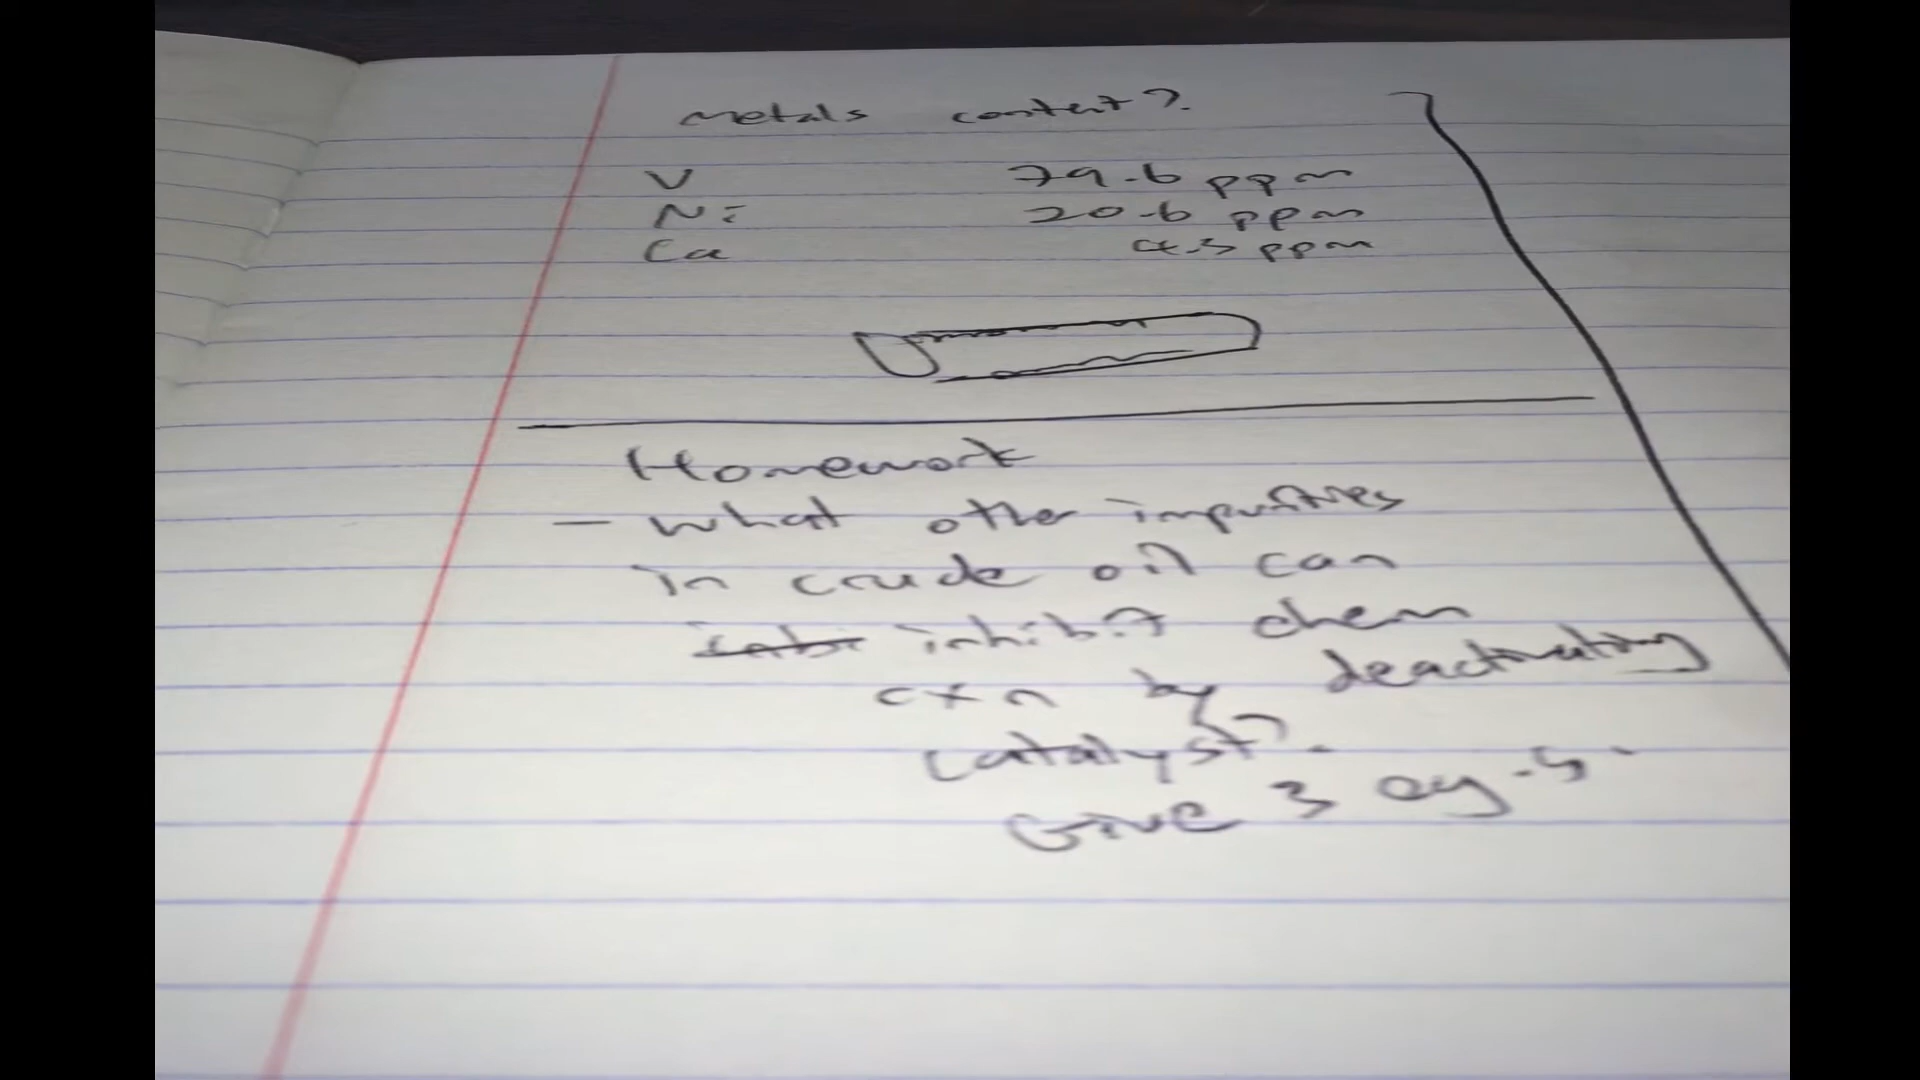 metals content?
V 79.6 ppm
Ni 20.6 ppm
Ca 4.3 ppm
Homework
- what other impurities
in crude oil can
inhibit chem
rxn by deactivating
catalyst?
Give 3 eg.s.